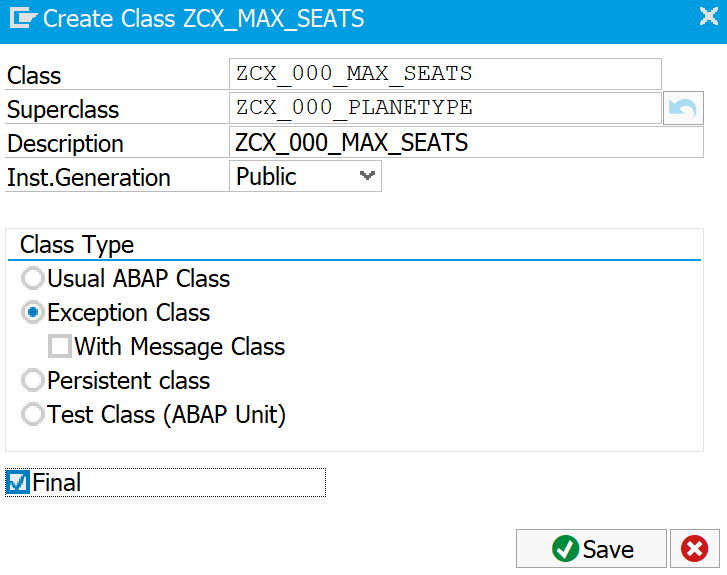 Create Class ZCX_MAX_SEATS
Class ZCX_000_MAX_SEATS
Superclass ZCX_000_PLANETYPE
Description ZCX_000_MAX_SEATS
Inst.Generation Public
Class Type
Usual ABAP Class
Exception Class
With Message Class
Persistent class
Test Class (ABAP Unit)
Final
Save